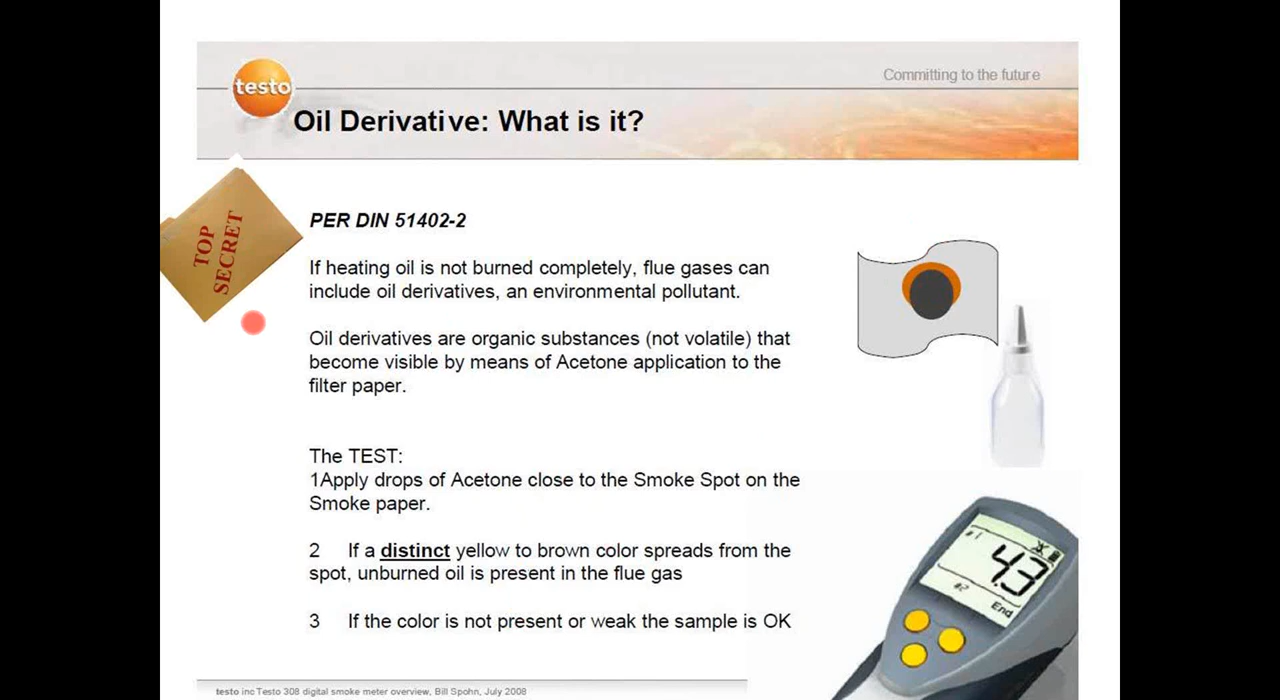 Committing to the future
testo
Oil Derivative: What is it?
TOP
SECRET
PER DIN 51402-2
If heating oil is not burned completely, flue gases can
include oil derivatives, an environmental pollutant.
Oil derivatives are organic substances (not volatile) that
become visible by means of Acetone application to the
filter paper.
The TEST:
1Apply drops of Acetone close to the Smoke Spot on the
Smoke paper.
2 If a distinct yellow to brown color spreads from the
spot, unburned oil is present in the flue gas
3 If the color is not present or weak the sample is OK
#1
4.3
#2
End
testo inc Testo 308 digital smoke meter overview, Bill Spohn, July 2008